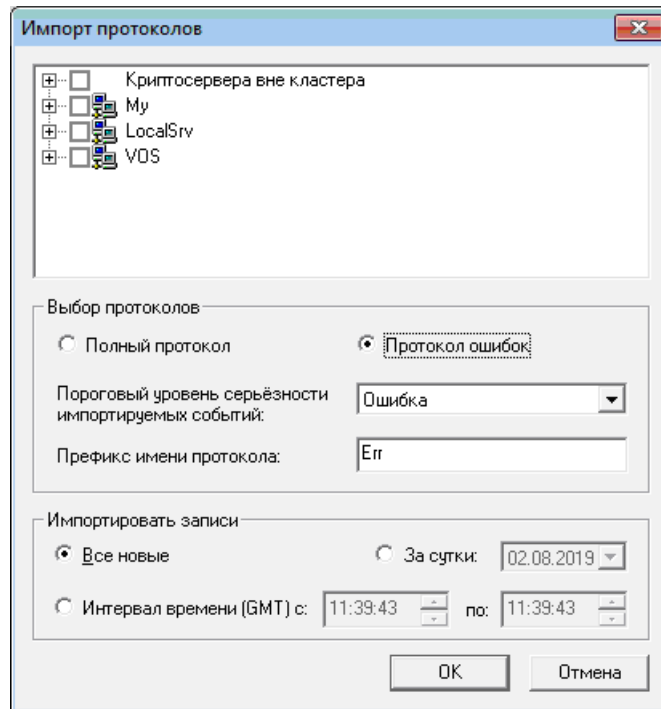 Импорт протоколов
Криптосервера вне кластера
My
LocalSrv
VOS
Выбор протоколов
Полный протокол
Протокол ошибок
Пороговый уровень серьёзности
импортируемых событий:
Ошибка
Префикс имени протокола:
Err
Импортировать записи
Все новые
За сутки:
02.08.2019
Интервал времени (GMT) с:
11:39:43
по:
11:39:43
OK
Отмена